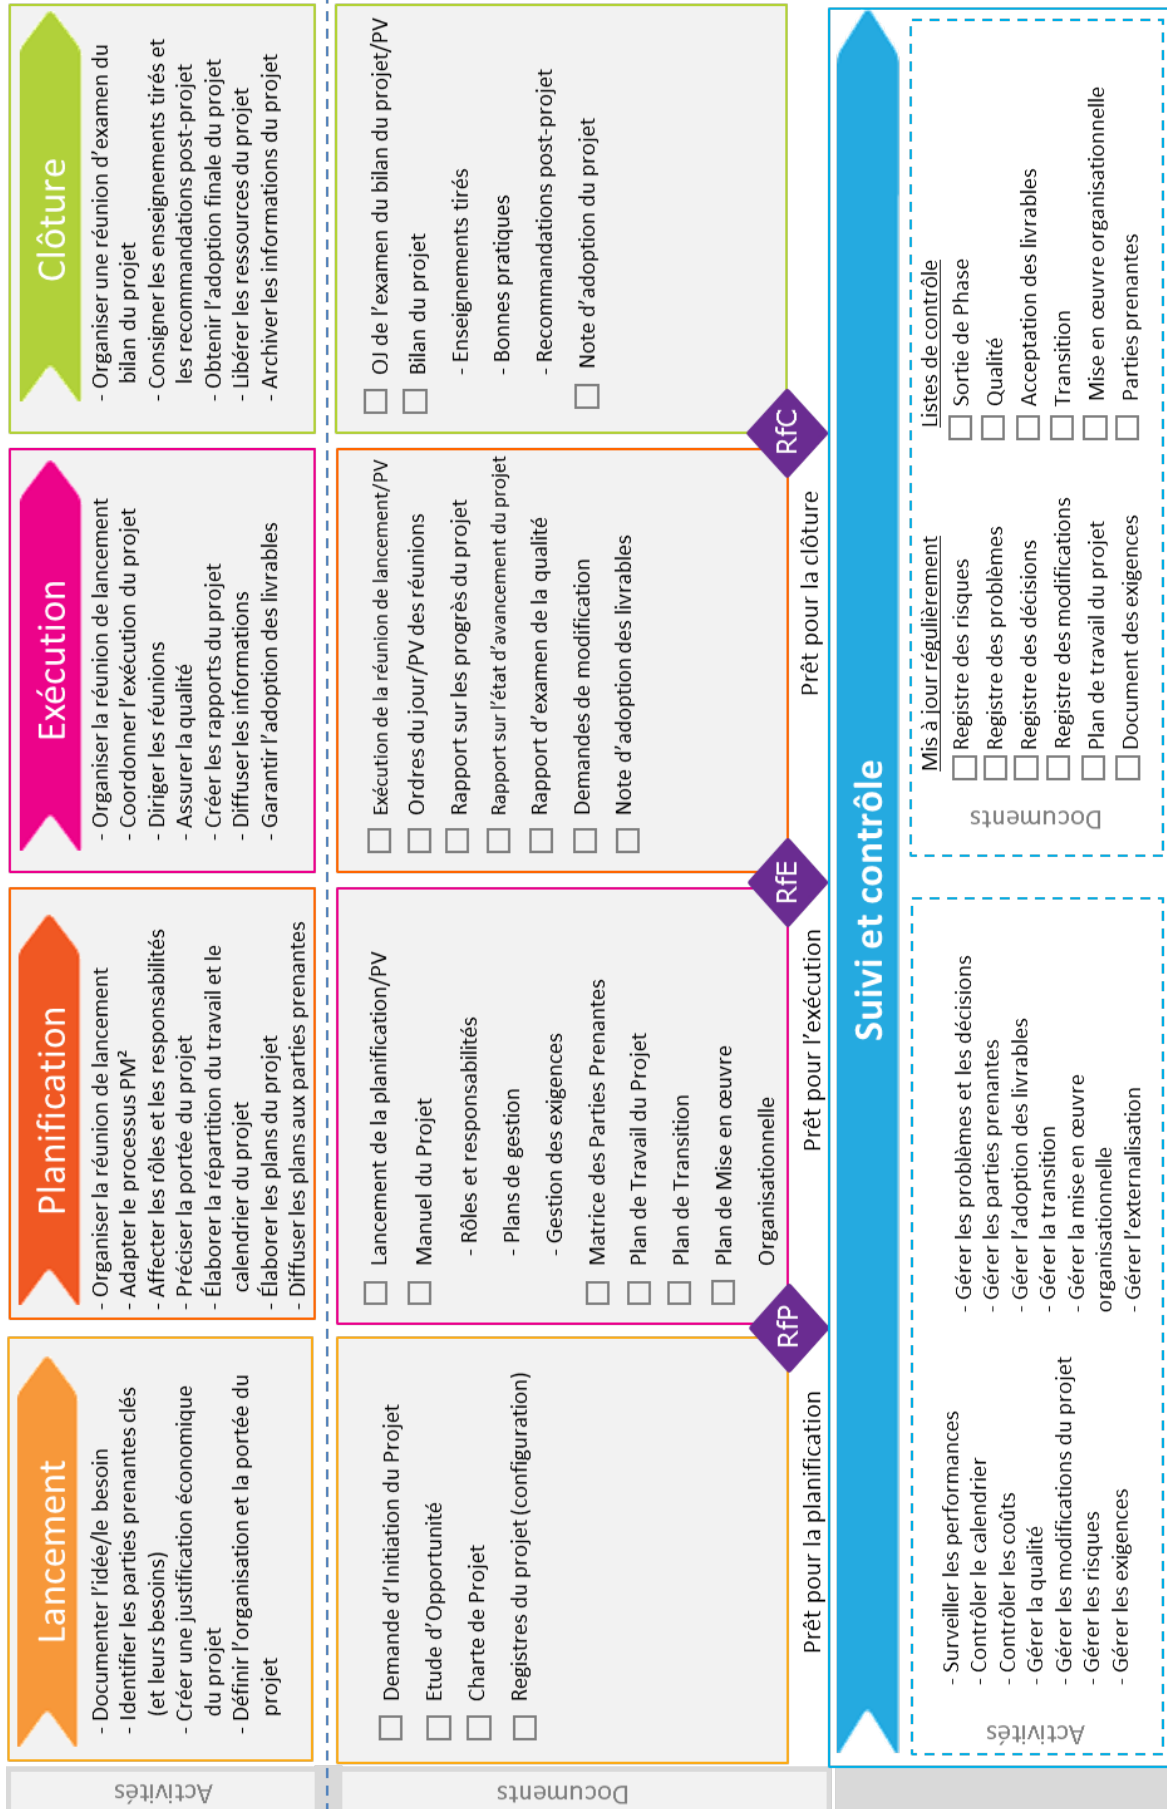 Lancement
- Documenter l'idée/le besoin
- Identifier les parties prenantes clés
(et leurs besoins)
- Créer une justification économique
du projet
- Définir l'organisation et la portée du
projet
Planification
- Organiser la réunion de lancement
- Adapter le processus PM²
- Affecter les rôles et les responsabilités
- Préciser la portée du projet
- Élaborer la répartition du travail et le
calendrier du projet
- Élaborer les plans du projet
- Diffuser les plans aux parties prenantes
Exécution
- Organiser la réunion de lancement
- Coordonner l'exécution du projet
- Diriger les réunions
- Assurer la qualité
- Créer les rapports du projet
- Diffuser les informations
- Garantir l'adoption des livrables
Clôture
- Organiser une réunion d'examen du
bilan du projet
- Consigner les enseignements tirés et
les recommandations post-projet
- Obtenir l'adoption finale du projet
- Libérer les ressources du projet
- Archiver les informations du projet
Activités
Documents
Demande d'Initiation du Projet
Etude d'Opportunité
Charte de Projet
Registres du projet (configuration)
Lancement de la planification/PV
Manuel du Projet
- Rôles et responsabilités
- Plans de gestion
- Gestion des exigences
Matrice des Parties Prenantes
Plan de Travail du Projet
Plan de Transition
Plan de Mise en œuvre
Organisationnelle
Exécution de la réunion de lancement/PV
Ordres du jour/PV des réunions
Rapport sur les progrès du projet
Rapport sur l'état d'avancement du projet
Rapport d'examen de la qualité
Demandes de modification
Note d'adoption des livrables
OJ de l'examen du bilan du projet/PV
Bilan du projet
- Enseignements tirés
- Bonnes pratiques
- Recommandations post-projet
Note d'adoption du projet
RfP
RfE
RfC
Prêt pour la planification
Prêt pour l'exécution
Prêt pour la clôture
Suivi et contrôle
Activités
- Surveiller les performances
- Contrôler le calendrier
- Contrôler les coûts
- Gérer la qualité
- Gérer les modifications du projet
- Gérer les risques
- Gérer les exigences
- Gérer les problèmes et les décisions
- Gérer les parties prenantes
- Gérer l'adoption des livrables
- Gérer la transition
- Gérer la mise en œuvre
organisationnelle
- Gérer l'externalisation
Documents
Mis à jour régulièrement
Registre des risques
Registre des problèmes
Registre des décisions
Registre des modifications
Plan de travail du projet
Document des exigences
Listes de contrôle
Sortie de Phase
Qualité
Acceptation des livrables
Transition
Mise en œuvre organisationnelle
Parties prenantes